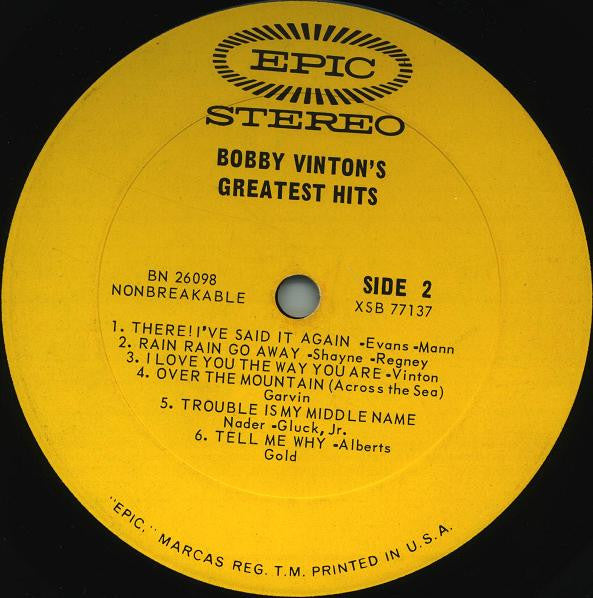 EPIC
STEREO
BOBBY VINTON'S
GREATEST HITS
BN 26098
NONBREAKABLE
SIDE 2
XSB 77137
1. THERE! I'VE SAID IT AGAIN -Evans -Mann
2. RAIN RAIN GO AWAY -Shayne -Regney
3. I LOVE YOU THE WAY YOU ARE -Vinton
4. OVER THE MOUNTAIN (Across the Sea)
Garvin
5. TROUBLE IS MY MIDDLE NAME
Nader -Gluck, Jr.
6. TELL ME WHY -Alberts
Gold
"EPIC," MARCAS REG. T.M. PRINTED IN U.S.A.